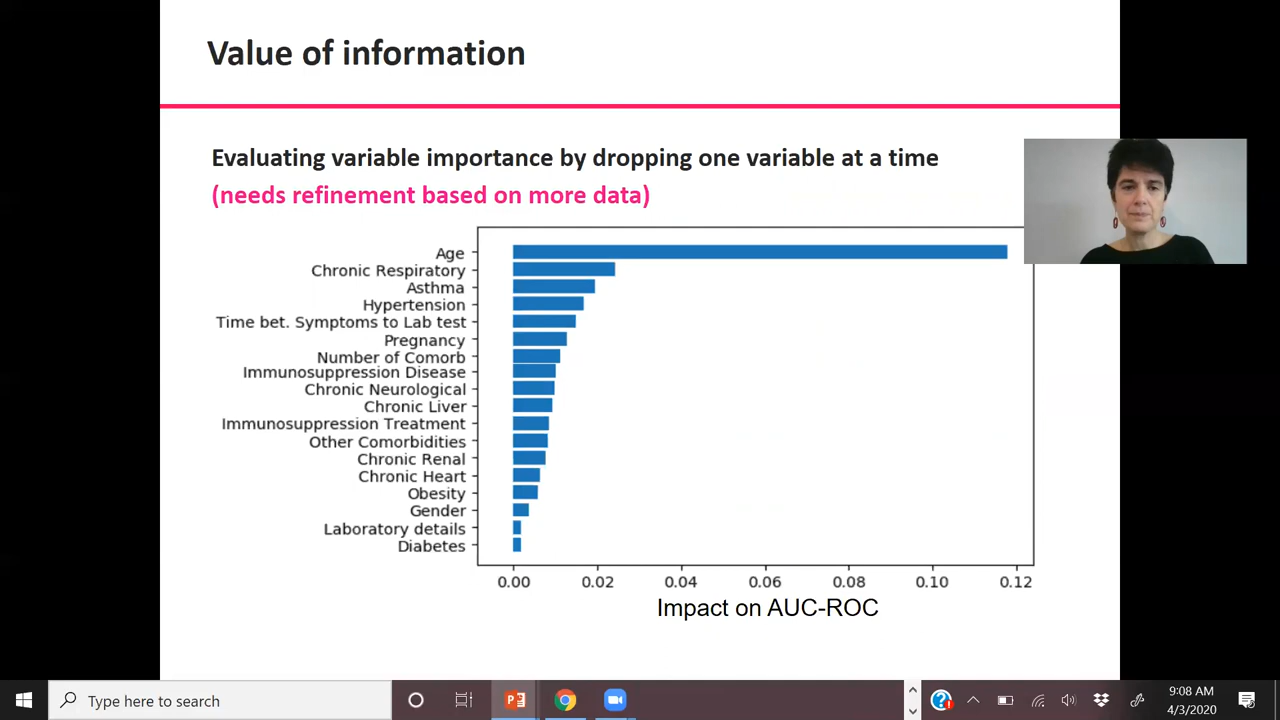 Value of information
Evaluating variable importance by dropping one variable at a time
(needs refinement based on more data)
Age
Chronic Respiratory
Asthma
Hypertension
Time bet. Symptoms to Lab test
Pregnancy
Number of Comorb
Immunosuppression Disease
Chronic Neurological
Chronic Liver
Immunosuppression Treatment
Other Comorbidities
Chronic Renal
Chronic Heart
Obesity
Gender
Laboratory details
Diabetes
0.00 0.02 0.04 0.06 0.08 0.10 0.12
Impact on AUC-ROC
Type here to search
9:08 AM
4/3/2020